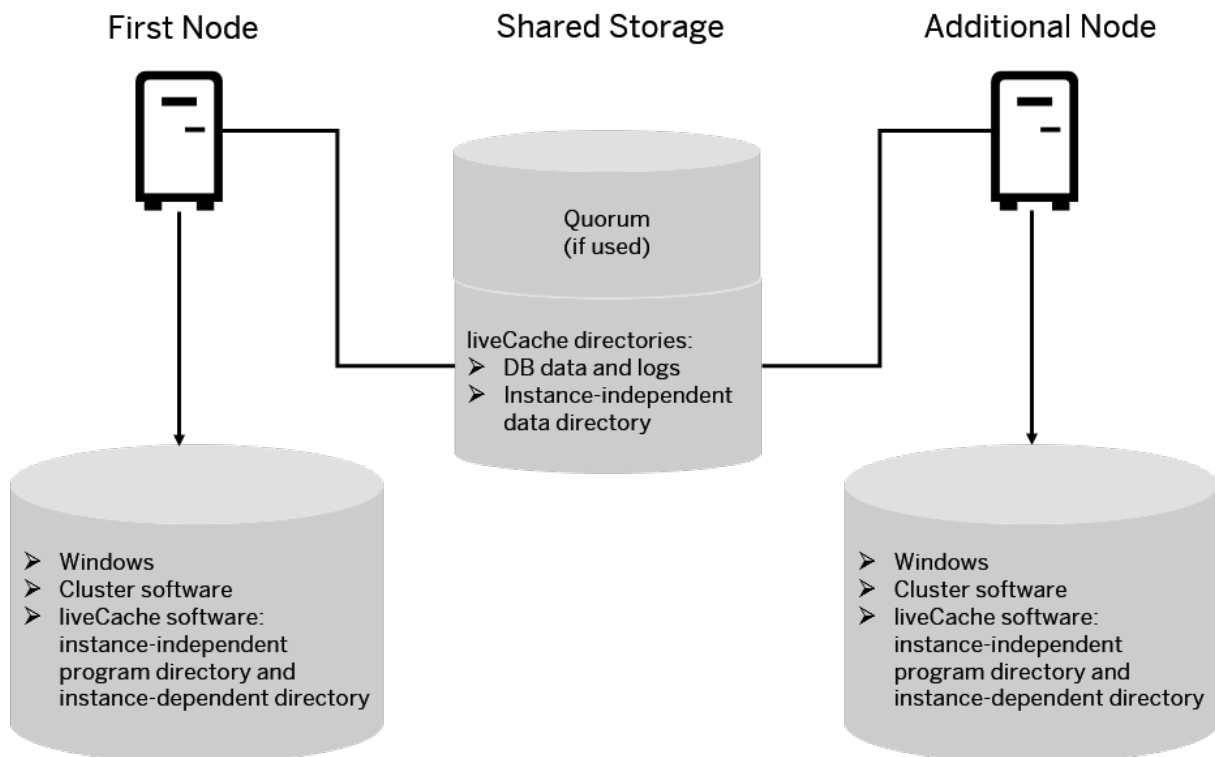 First Node
Shared Storage
Additional Node
Quorum
(if used)
liveCache directories:
➢ DB data and logs
➢ Instance-independent
data directory
➢ Windows
➢ Cluster software
➢ liveCache software:
instance-independent
program directory and
instance-dependent directory
➢ Windows
➢ Cluster software
➢ liveCache software:
instance-independent
program directory and
instance-dependent directory